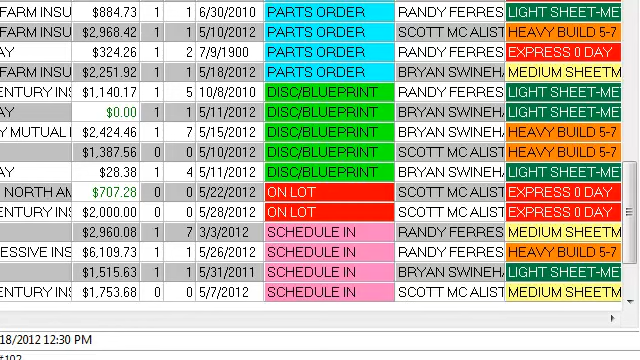 FARM INSU $884.73 1 1 6/30/2010 PARTS ORDER RANDY FERRES LIGHT SHEET-ME
FARM INSU $2,968.42 1 1 5/10/2012 PARTS ORDER SCOTT MC ALIST HEAVY BUILD 5-7
AY $324.26 1 2 7/9/1900 PARTS ORDER RANDY FERRES EXPRESS 0 DAY
FARM INSU $2,251.92 1 1 5/18/2012 PARTS ORDER BRYAN SWINEHA MEDIUM SHEETM
ENTURY INS $1,140.17 1 5 10/8/2010 DISC/BLUEPRINT RANDY FERRES LIGHT SHEET-ME
AY $0.00 1 1 5/11/2012 DISC/BLUEPRINT BRYAN SWINEHA LIGHT SHEET-ME
Y MUTUAL I $2,424.46 1 7 5/15/2012 DISC/BLUEPRINT SCOTT MC ALIST HEAVY BUILD 5-7
$1,387.56 0 0 5/10/2012 DISC/BLUEPRINT SCOTT MC ALIST HEAVY BUILD 5-7
AY $28.38 1 4 5/11/2012 DISC/BLUEPRINT SCOTT MC ALIST LIGHT SHEET-ME
NORTH AM $707.28 0 0 5/22/2012 ON LOT SCOTT MC ALIST EXPRESS 0 DAY
ENTURY INS $2,000.00 0 0 5/28/2012 ON LOT SCOTT MC ALIST EXPRESS 0 DAY
$2,960.08 1 7 3/3/2012 SCHEDULE IN RANDY FERRES MEDIUM SHEETM
ESSIVE INS $6,109.73 1 1 5/26/2012 SCHEDULE IN RANDY FERRES HEAVY BUILD 5-7
$1,515.63 1 1 5/31/2011 SCHEDULE IN BRYAN SWINEHA LIGHT SHEET-ME
ENTURY INS $1,753.68 0 0 5/7/2012 SCHEDULE IN SCOTT MC ALIST MEDIUM SHEETM
18/2012 12:30 PM